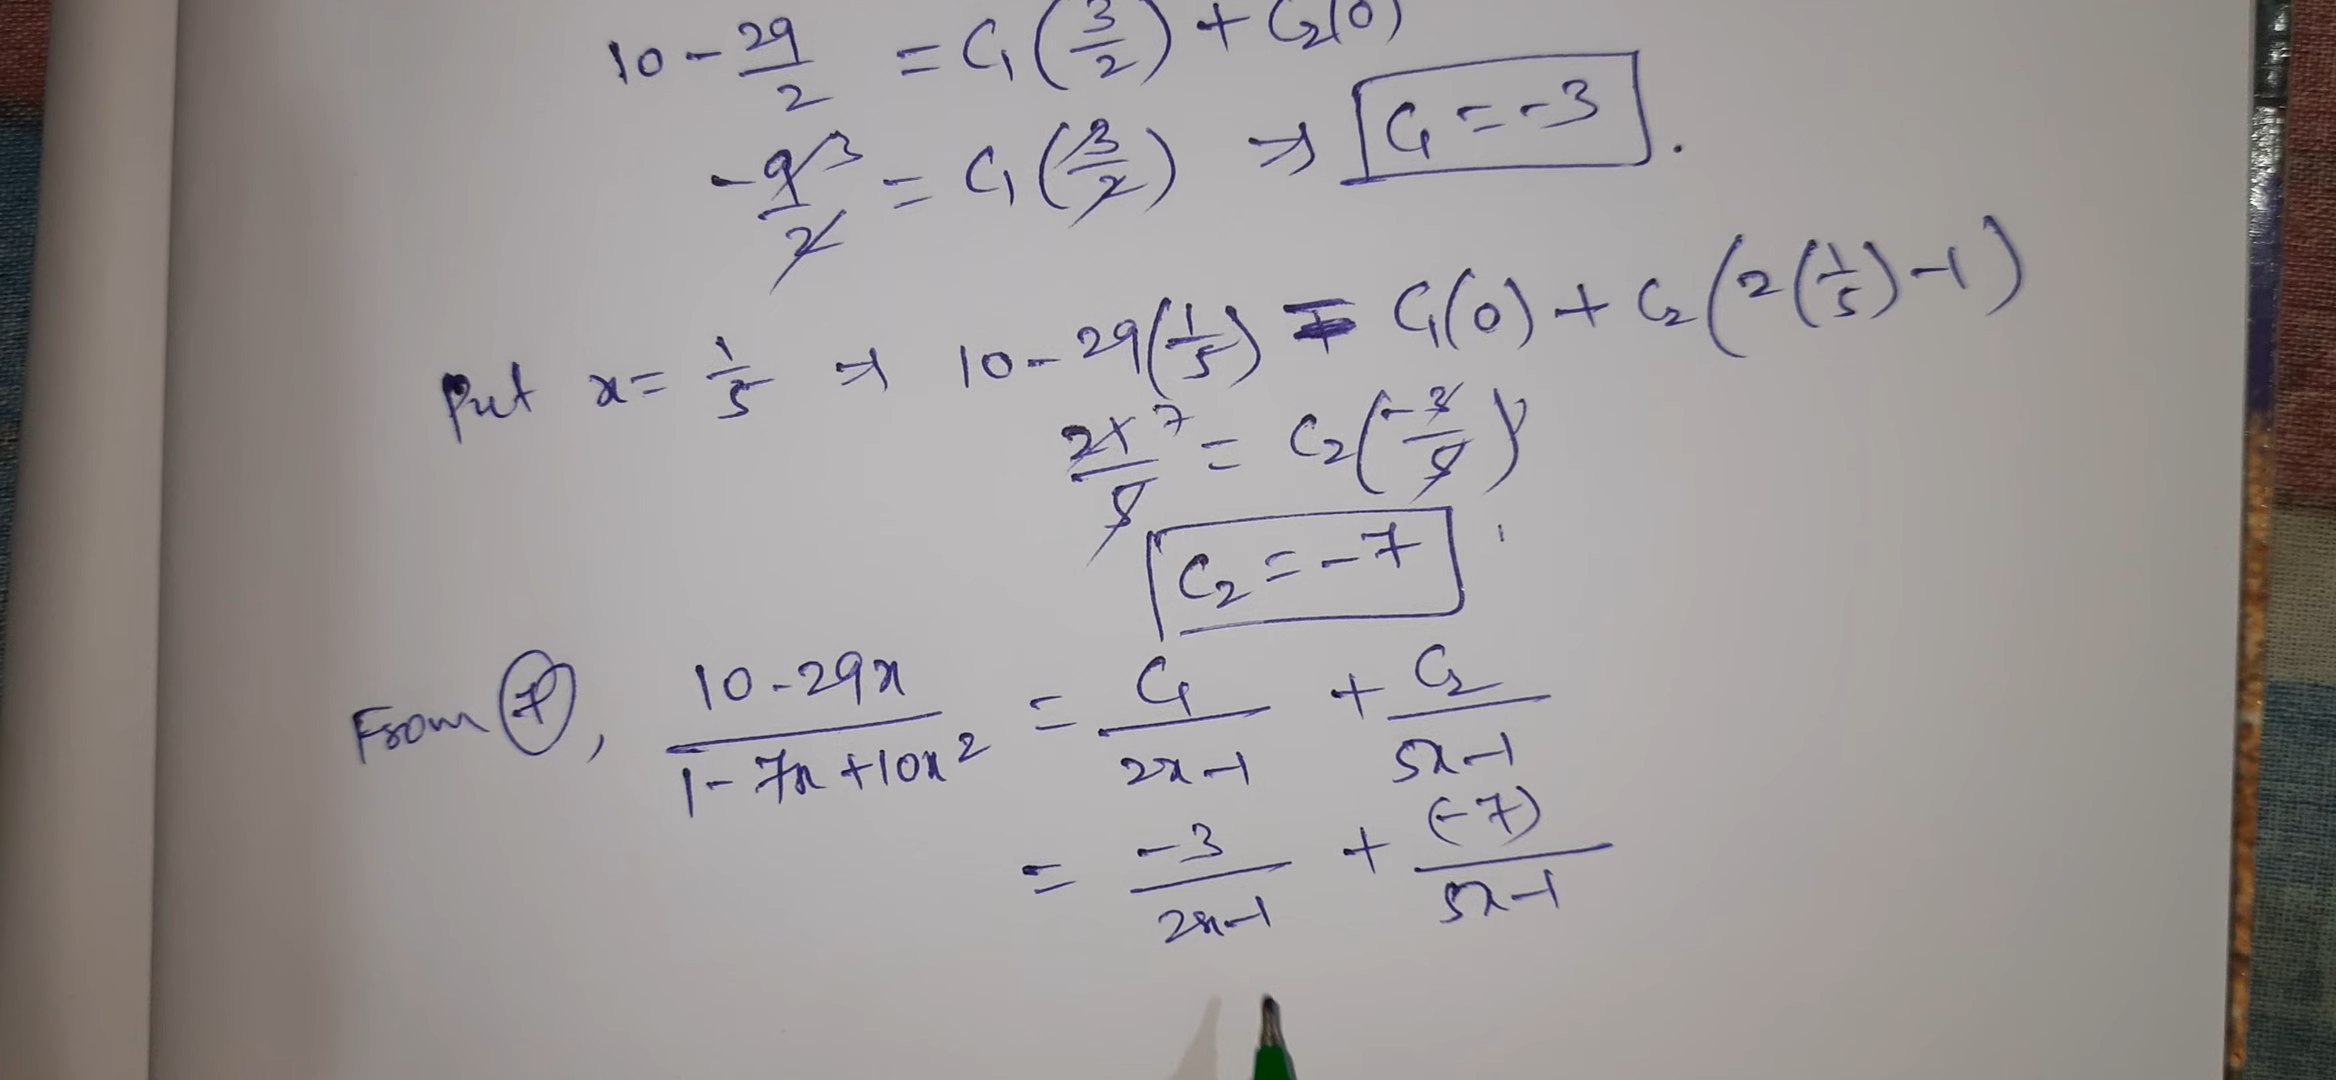 10 - 29/2 = C₁(3/2) + C₂(0)
-9/2 3 = C₁(3/2) ⇒ C₁ = -3.
Put x = 1/5 ⇒ 10 - 29(1/5) = C₁(0) + C₂(2(1/5) - 1)
21/5 7 = C₂(-3/5)
C₂ = -7
From ⑦, 10 - 29x / 1 - 7x + 10x² = C₁ / 2x - 1 + C₂ / 5x - 1
= -3 / 2x - 1 + (-7) / 5x - 1